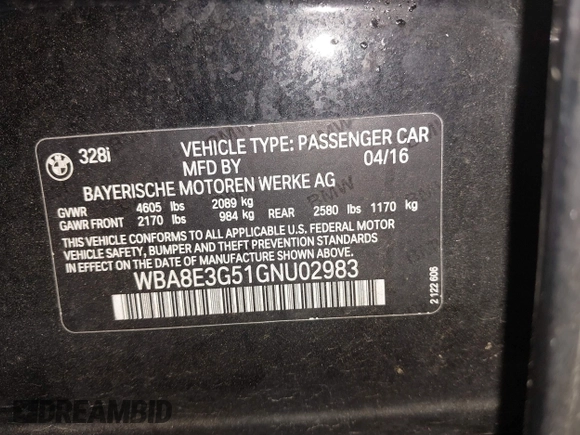 328i VEHICLE TYPE: PASSENGER CAR
MFD BY 04/16
BAYERISCHE MOTOREN WERKE AG
GVWR 4605 lbs 2089 kg
GAWR FRONT 2170 lbs 984 kg REAR 2580 lbs 1170 kg
THIS VEHICLE CONFORMS TO ALL APPLICABLE U.S. FEDERAL MOTOR
VEHICLE SAFETY, BUMPER AND THEFT PREVENTION STANDARDS
IN EFFECT ON THE DATE OF MANUFACTURE SHOWN ABOVE.
WBA8E3G51GNU02983
2 122 606
DREAMBID